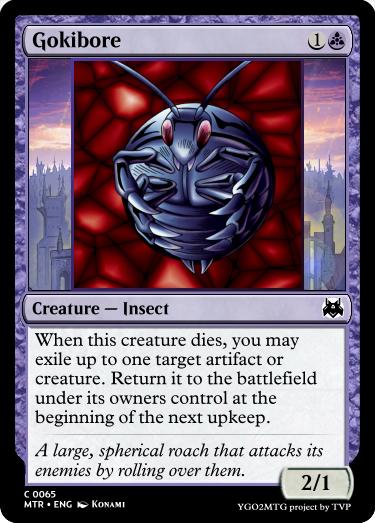 Gokibore
1
Creature — Insect
When this creature dies, you may
exile up to one target artifact or
creature. Return it to the battlefield
under its owners control at the
beginning of the next upkeep.
A large, spherical roach that attacks its
enemies by rolling over them.
2/1
C 0065
MTR • ENG Konami
YGO2MTG project by TVP